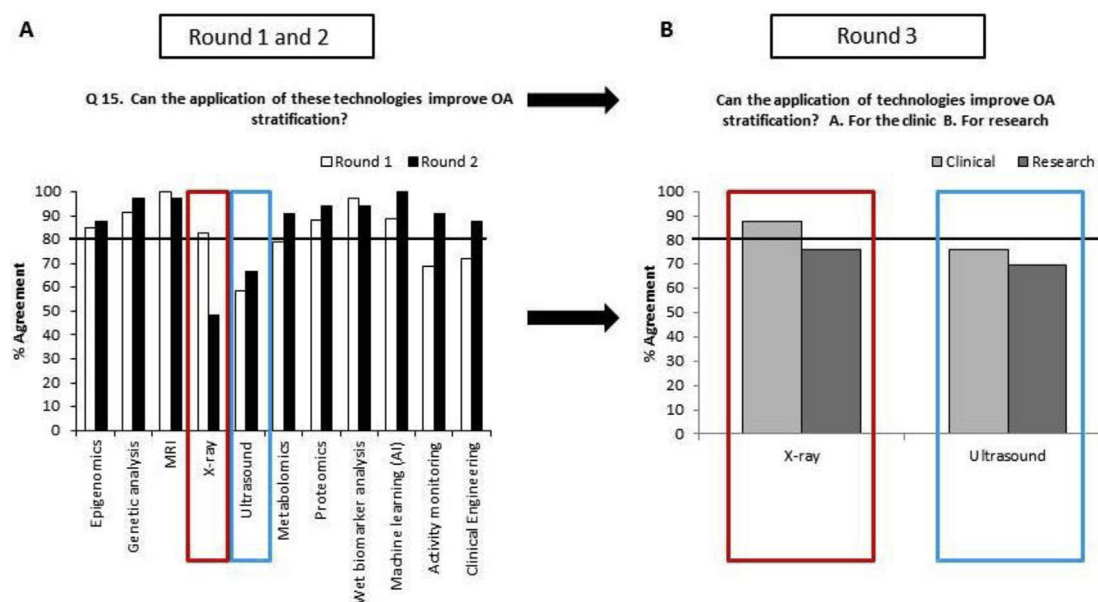 A
Round 1 and 2
Q 15. Can the application of these technologies improve OA
stratification?
Round 1
Round 2
% Agreement
100
90
80
70
60
50
40
30
20
10
0
Epigenomics
Genetic analysis
MRI
X-ray
Ultrasound
Metabolomics
Proteomics
Wet biomarker analysis
Machine learning (AI)
Activity monitoring
Clinical Engineering
B
Round 3
Can the application of technologies improve OA
stratification? A. For the clinic B. For research
Clinical
Research
% Agreement
100
90
80
70
60
50
40
30
20
10
0
X-ray
Ultrasound